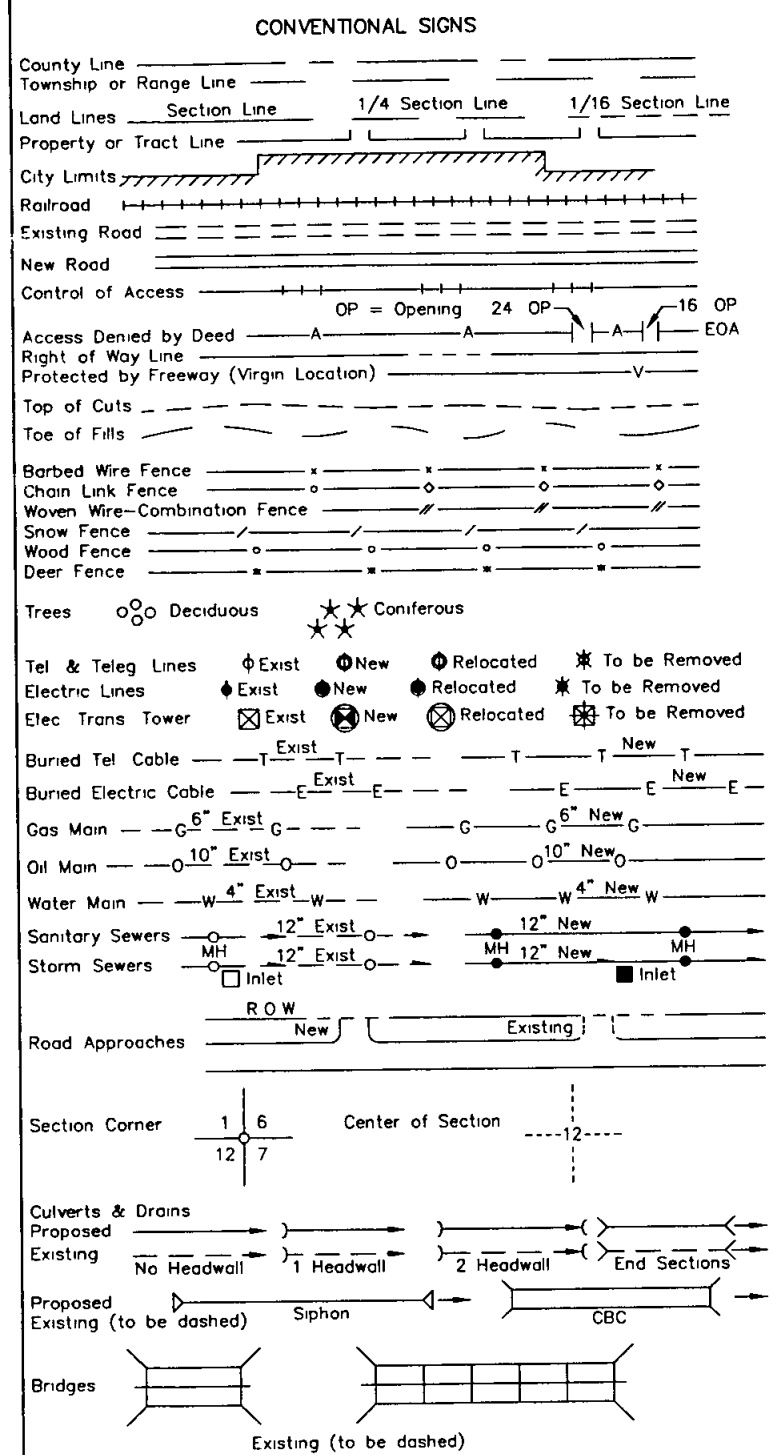 CONVENTIONAL SIGNS
County Line
Township or Range Line
Land Lines Section Line 1/4 Section Line 1/16 Section Line
Property or Tract Line
City Limits
Railroad
Existing Road
New Road
Control of Access
OP = Opening 24 OP 16 OP
Access Denied by Deed A A A EOA
Right of Way Line
Protected by Freeway (Virgin Location) V
Top of Cuts
Toe of Fills
Barbed Wire Fence
Chain Link Fence
Woven Wire-Combination Fence
Snow Fence
Wood Fence
Deer Fence
Trees Deciduous Coniferous
Tel & Teleg Lines Exist New Relocated To be Removed
Electric Lines Exist New Relocated To be Removed
Elec Trans Tower Exist New Relocated To be Removed
Buried Tel Cable T Exist T T T New T
Buried Electric Cable E Exist E E E New E
Gas Main G 6" Exist G G G 6" New G
Oil Main O 10" Exist O O O 10" New O
Water Main W 4" Exist W W W 4" New W
Sanitary Sewers 12" Exist 12" New
MH MH MH
Storm Sewers 12" Exist 12" New
Inlet Inlet
R O W
New Existing
Road Approaches
Section Corner 1 6 Center of Section 12
12 7
Culverts & Drains
Proposed
Existing
No Headwall 1 Headwall 2 Headwall End Sections
Proposed
Existing (to be dashed) Siphon CBC
Bridges
Existing (to be dashed)